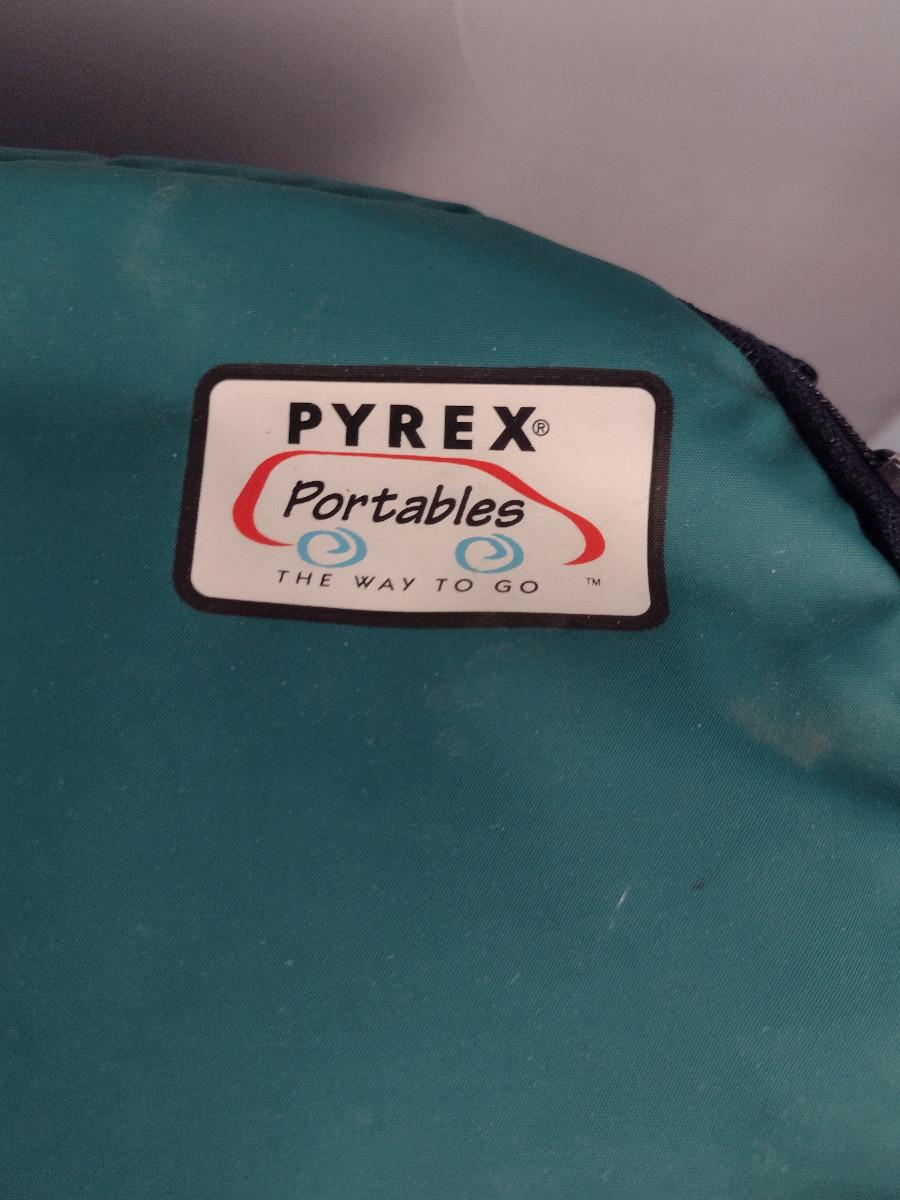 PYREX®
Portables
THE WAY TO GO ™